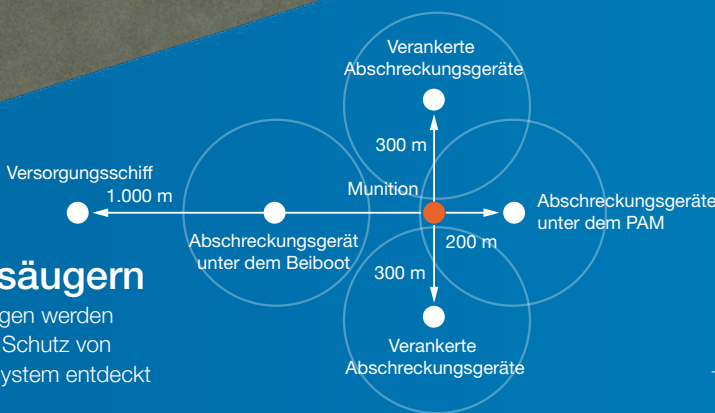 Verankerte
Abschreckungsgeräte
300 m
Versorgungsschiff
1.000 m
Munition
Abschreckungsgeräte
unter dem PAM
200 m
Abschreckungsgerät
unter dem Beiboot
300 m
Verankerte
Abschreckungsgeräte
säugern
gen werden
Schutz von
ystem entdeckt